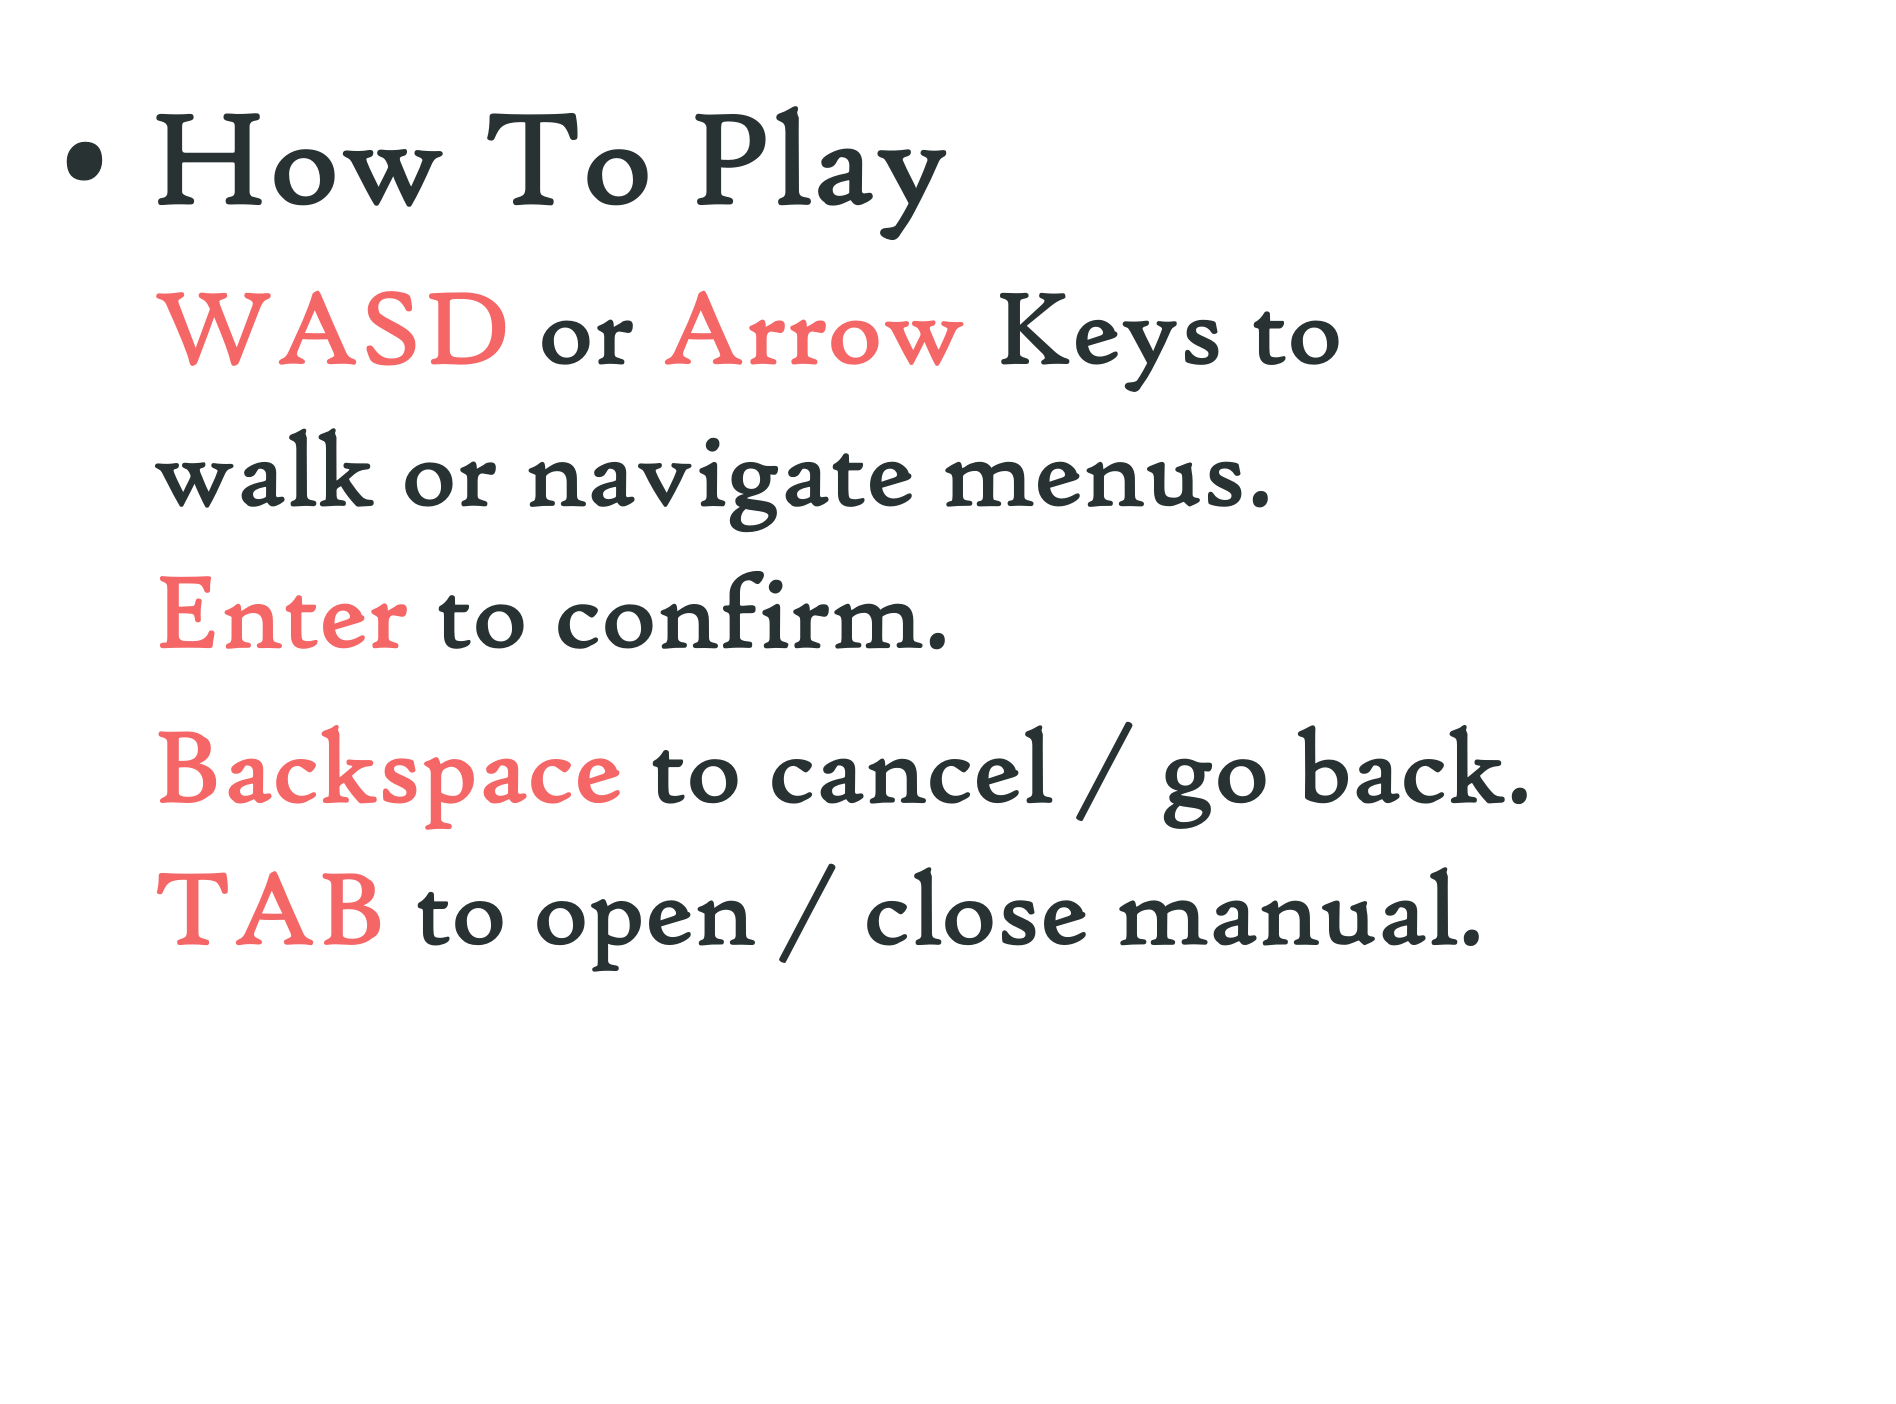 • How To Play
WASD or Arrow Keys to
walk or navigate menus.
Enter to confirm.
Backspace to cancel / go back.
TAB to open / close manual.